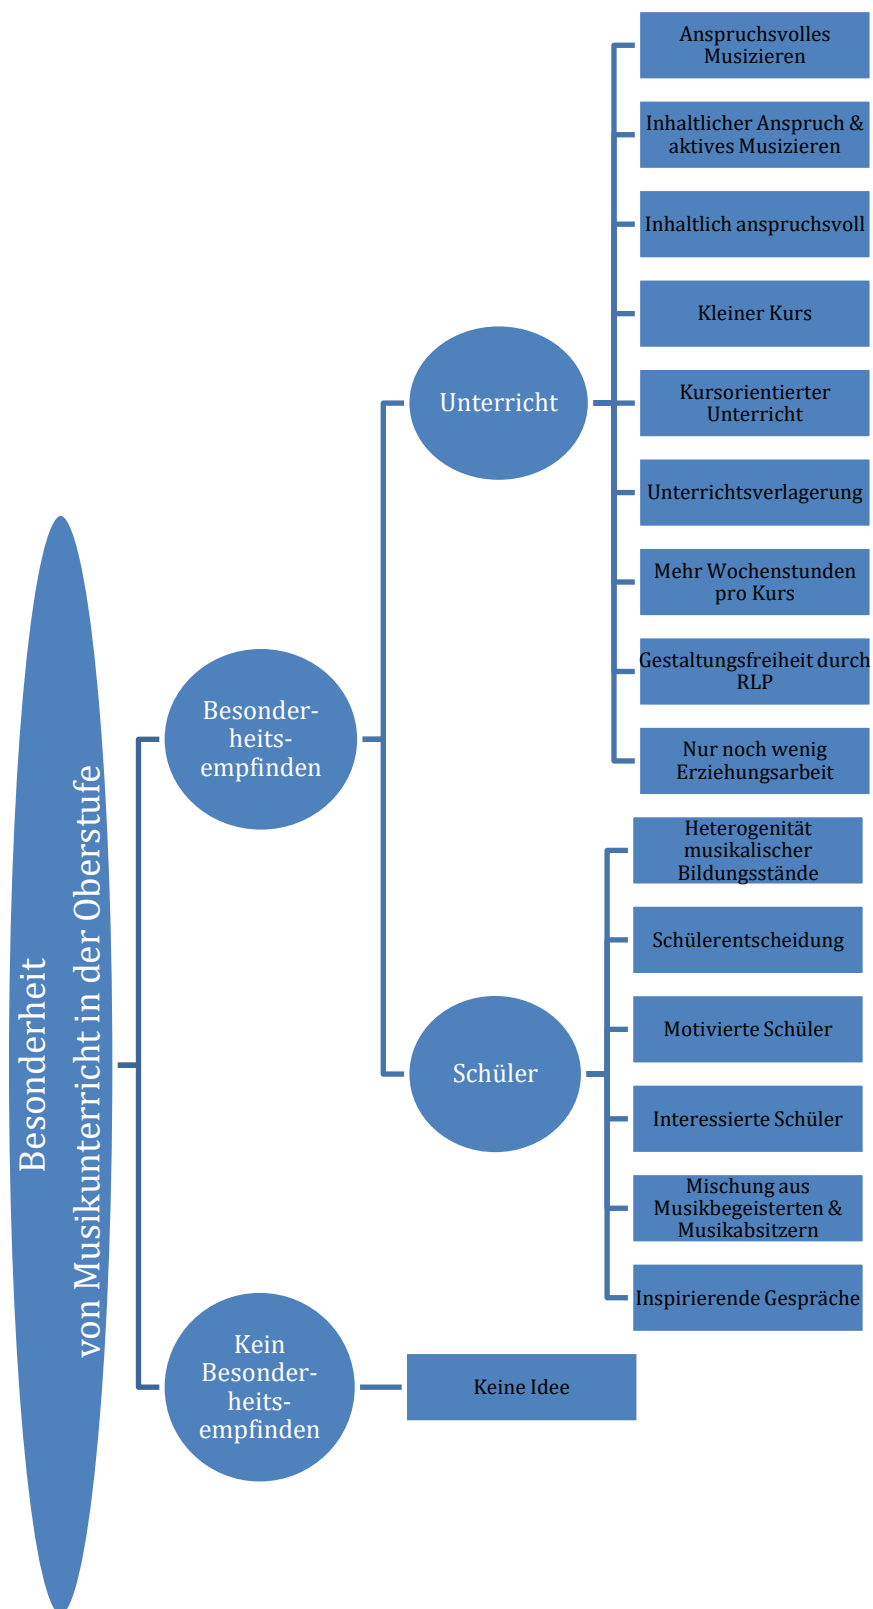 Besonderheit
von Musikunterricht in der Oberstufe
Besonder-
heits-
empfinden
Unterricht
Anspruchsvolles
Musizieren
Inhaltlicher Anspruch &
aktives Musizieren
Inhaltlich anspruchsvoll
Kleiner Kurs
Kursorientierter
Unterricht
Unterrichtsverlagerung
Mehr Wochenstunden
pro Kurs
Gestaltungsfreiheit durch
RLP
Nur noch wenig
Erziehungsarbeit
Schüler
Heterogenität
musikalischer
Bildungsstände
Schülerentscheidung
Motivierte Schüler
Interessierte Schüler
Mischung aus
Musikbegeisterten &
Musikabsitzern
Inspirierende Gespräche
Kein
Besonder-
heits-
empfinden
Keine Idee